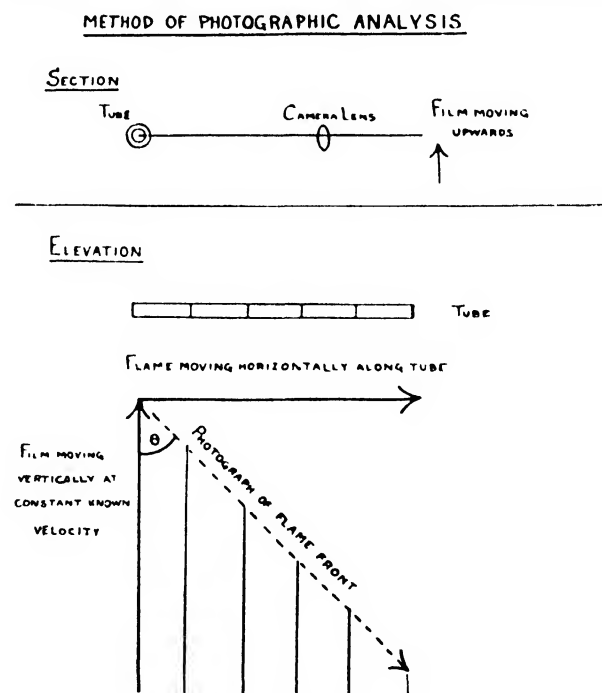 METHOD OF PHOTOGRAPHIC ANALYSIS
SECTION
TUBE
CAMERA LENS
FILM MOVING
UPWARDS
ELEVATION
TUBE
FLAME MOVING HORIZONTALLY ALONG TUBE
θ
PHOTOGRAPH OF FLAME FRONT
FILM MOVING
VERTICALLY AT
CONSTANT KNOWN
VELOCITY